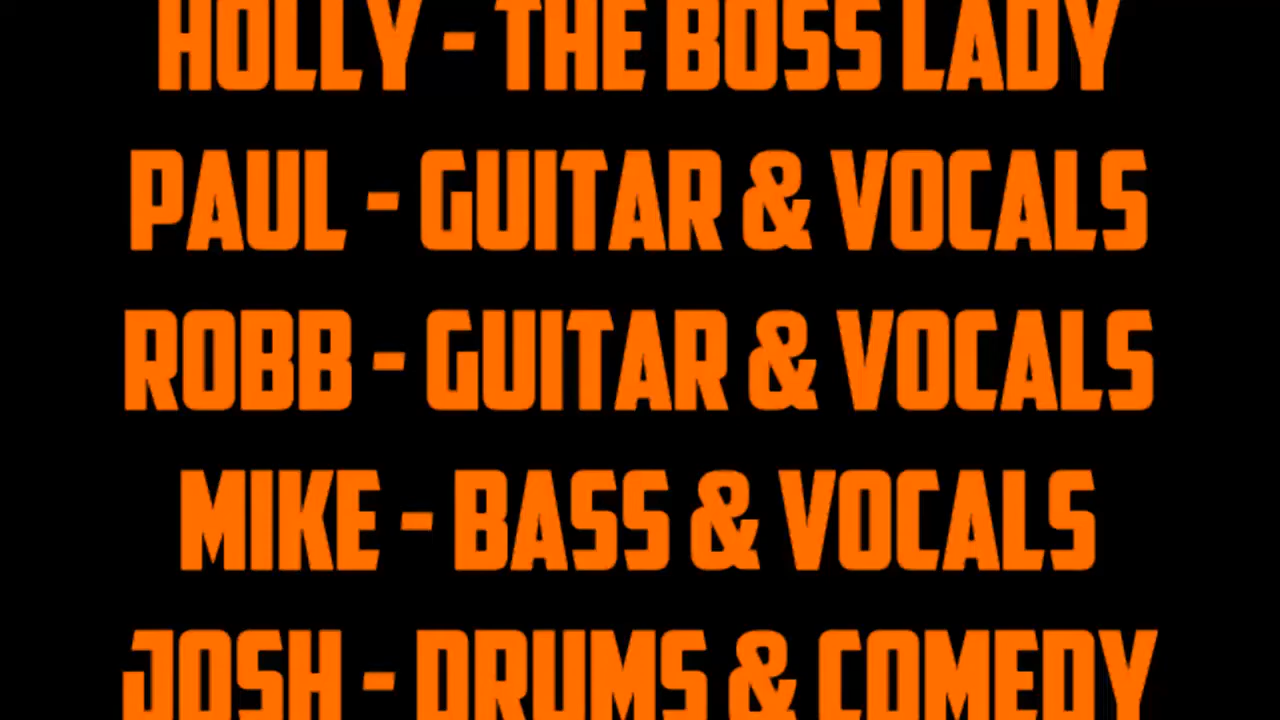 HOLLY - THE BOSS LADY
PAUL - GUITAR & VOCALS
ROBB - GUITAR & VOCALS
MIKE - BASS & VOCALS
JOSH - DRUMS & COMEDY